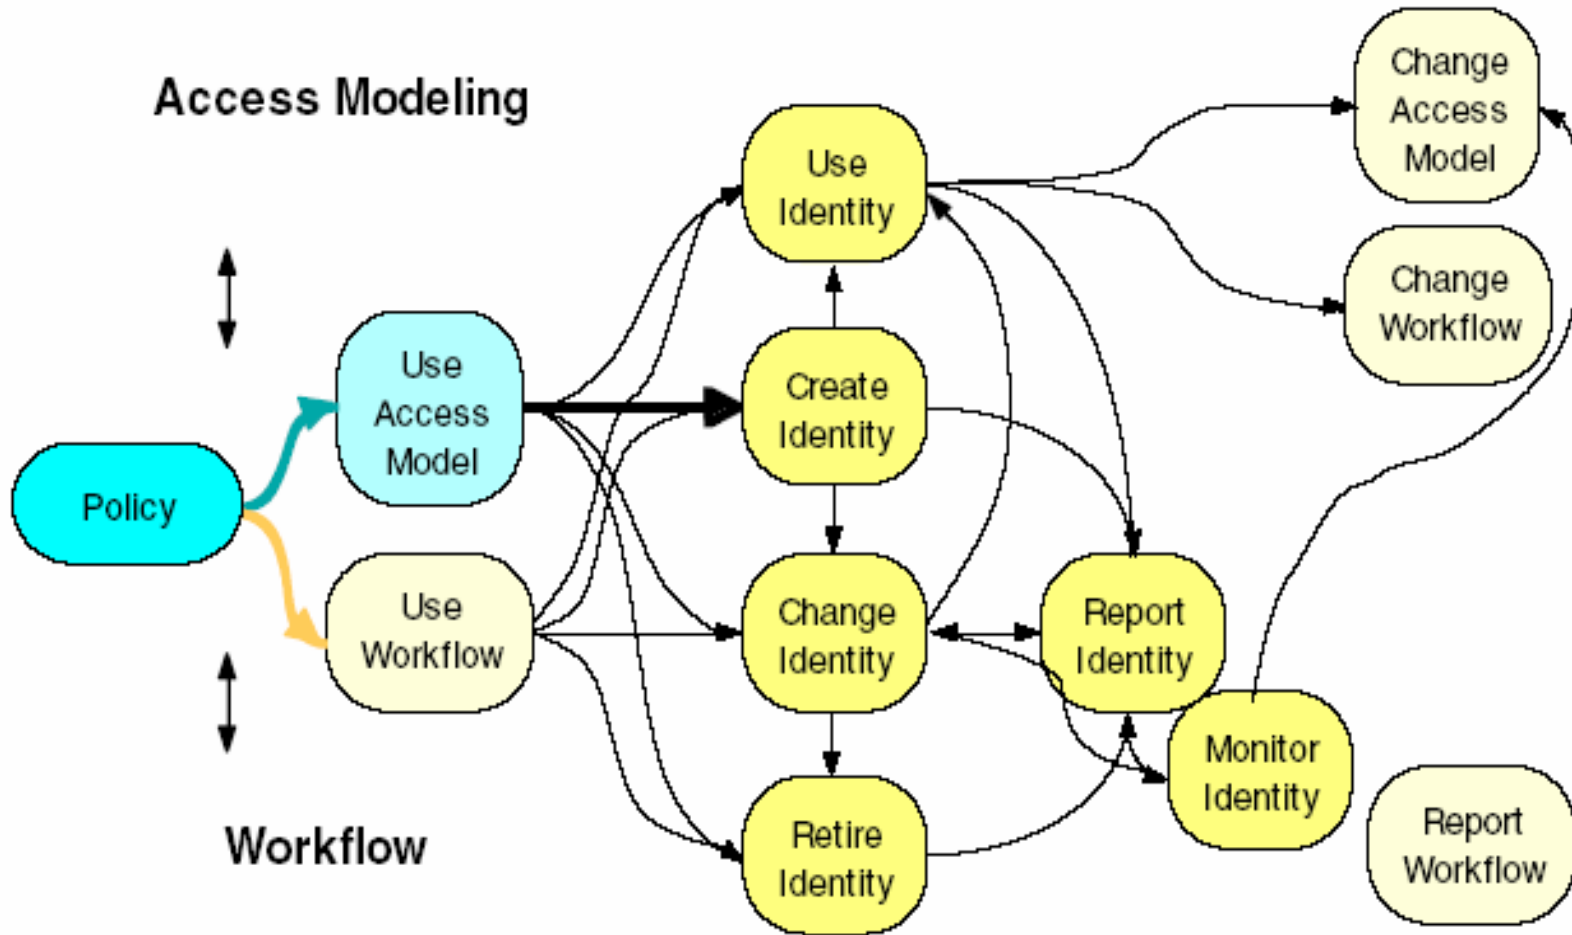 Access Modeling
Change
Access
Model
Use
Identity
Change
Workflow
Use
Access
Model
Create
Identity
Policy
Use
Workflow
Change
Identity
Report
Identity
Monitor
Identity
Workflow
Retire
Identity
Report
Workflow